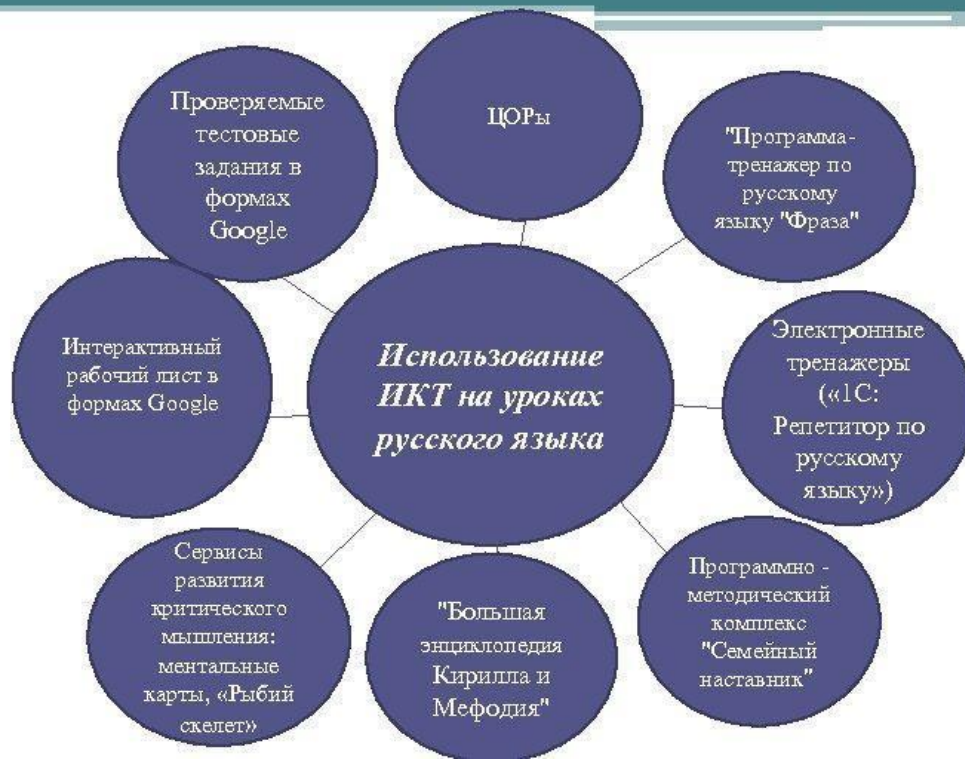 Проверяемые
тестовые
задания в
формах
Google
ЦОРы
"Программа-
тренажер по
русскому
языку "Фраза"
Интерактивный
рабочий лист в
формах Google
Использование
ИКТ на уроках
русского языка
Электронные
тренажеры
(«1С:
Репетитор по
русскому
языку»)
Сервисы
развития
критического
мышления:
ментальные
карты, «Рыбий
скелет»
"Большая
энциклопедия
Кирилла и
Мефодия"
Программно -
методический
комплекс
"Семейный
наставник"